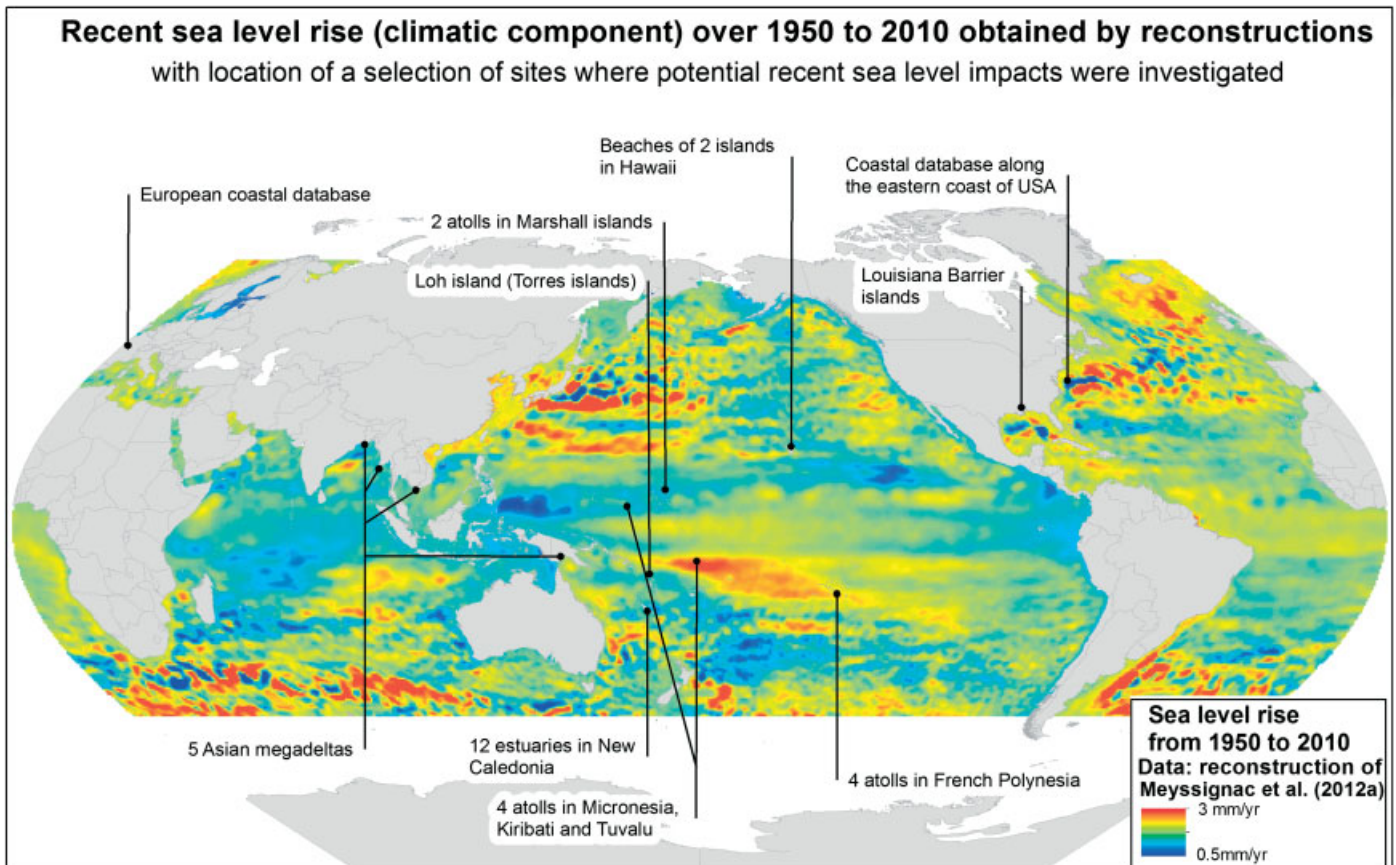 Recent sea level rise (climatic component) over 1950 to 2010 obtained by reconstructions
with location of a selection of sites where potential recent sea level impacts were investigated
Beaches of 2 islands
in Hawaii
Coastal database along
the eastern coast of USA
European coastal database
2 atolls in Marshall islands
Loh island (Torres islands)
Louisiana Barrier
islands
5 Asian megadeltas
12 estuaries in New
Caledonia
4 atolls in French Polynesia
4 atolls in Micronesia,
Kiribati and Tuvalu
Sea level rise
from 1950 to 2010
Data: reconstruction of
Meyssignac et al. (2012a)
3 mm/yr
0.5mm/yr